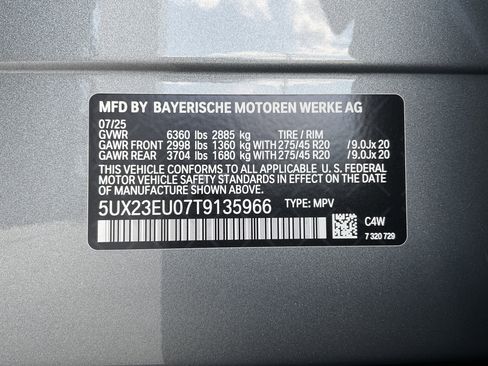 MFD BY BAYERISCHE MOTOREN WERKE AG
07/25
GVWR 6360 lbs 2885 kg TIRE / RIM
GAWR FRONT 2998 lbs 1360 kg WITH 275/45 R20 /9.0Jx 20
GAWR REAR 3704 lbs 1680 kg WITH 275/45 R20 /9.0Jx 20
THIS VEHICLE CONFORMS TO ALL APPLICABLE U. S. FEDERAL
MOTOR VEHICLE SAFETY AND THEFT PREVENTION STANDARDS
IN EFFECT ON THE DATE OF MANUFACTURE SHOWN ABOVE.
5UX23EU07T9135966 TYPE: MPV
C4W
7 320 729